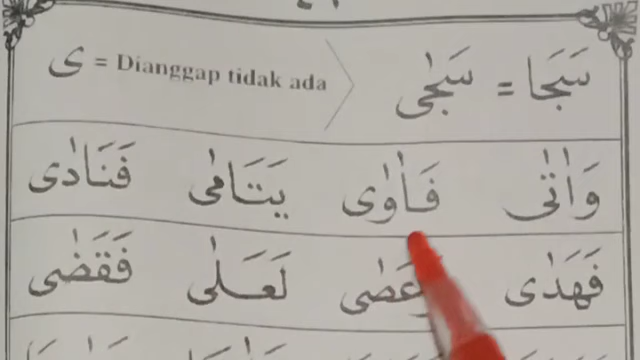 سَجَا = سَجٰى ى = Dianggap tidak ada
وَاٰتٰى فَاٰوٰى يَتَامٰى فَنَادٰى
فَهَدٰى عَصٰى لَعَلٰى فَقَضٰى